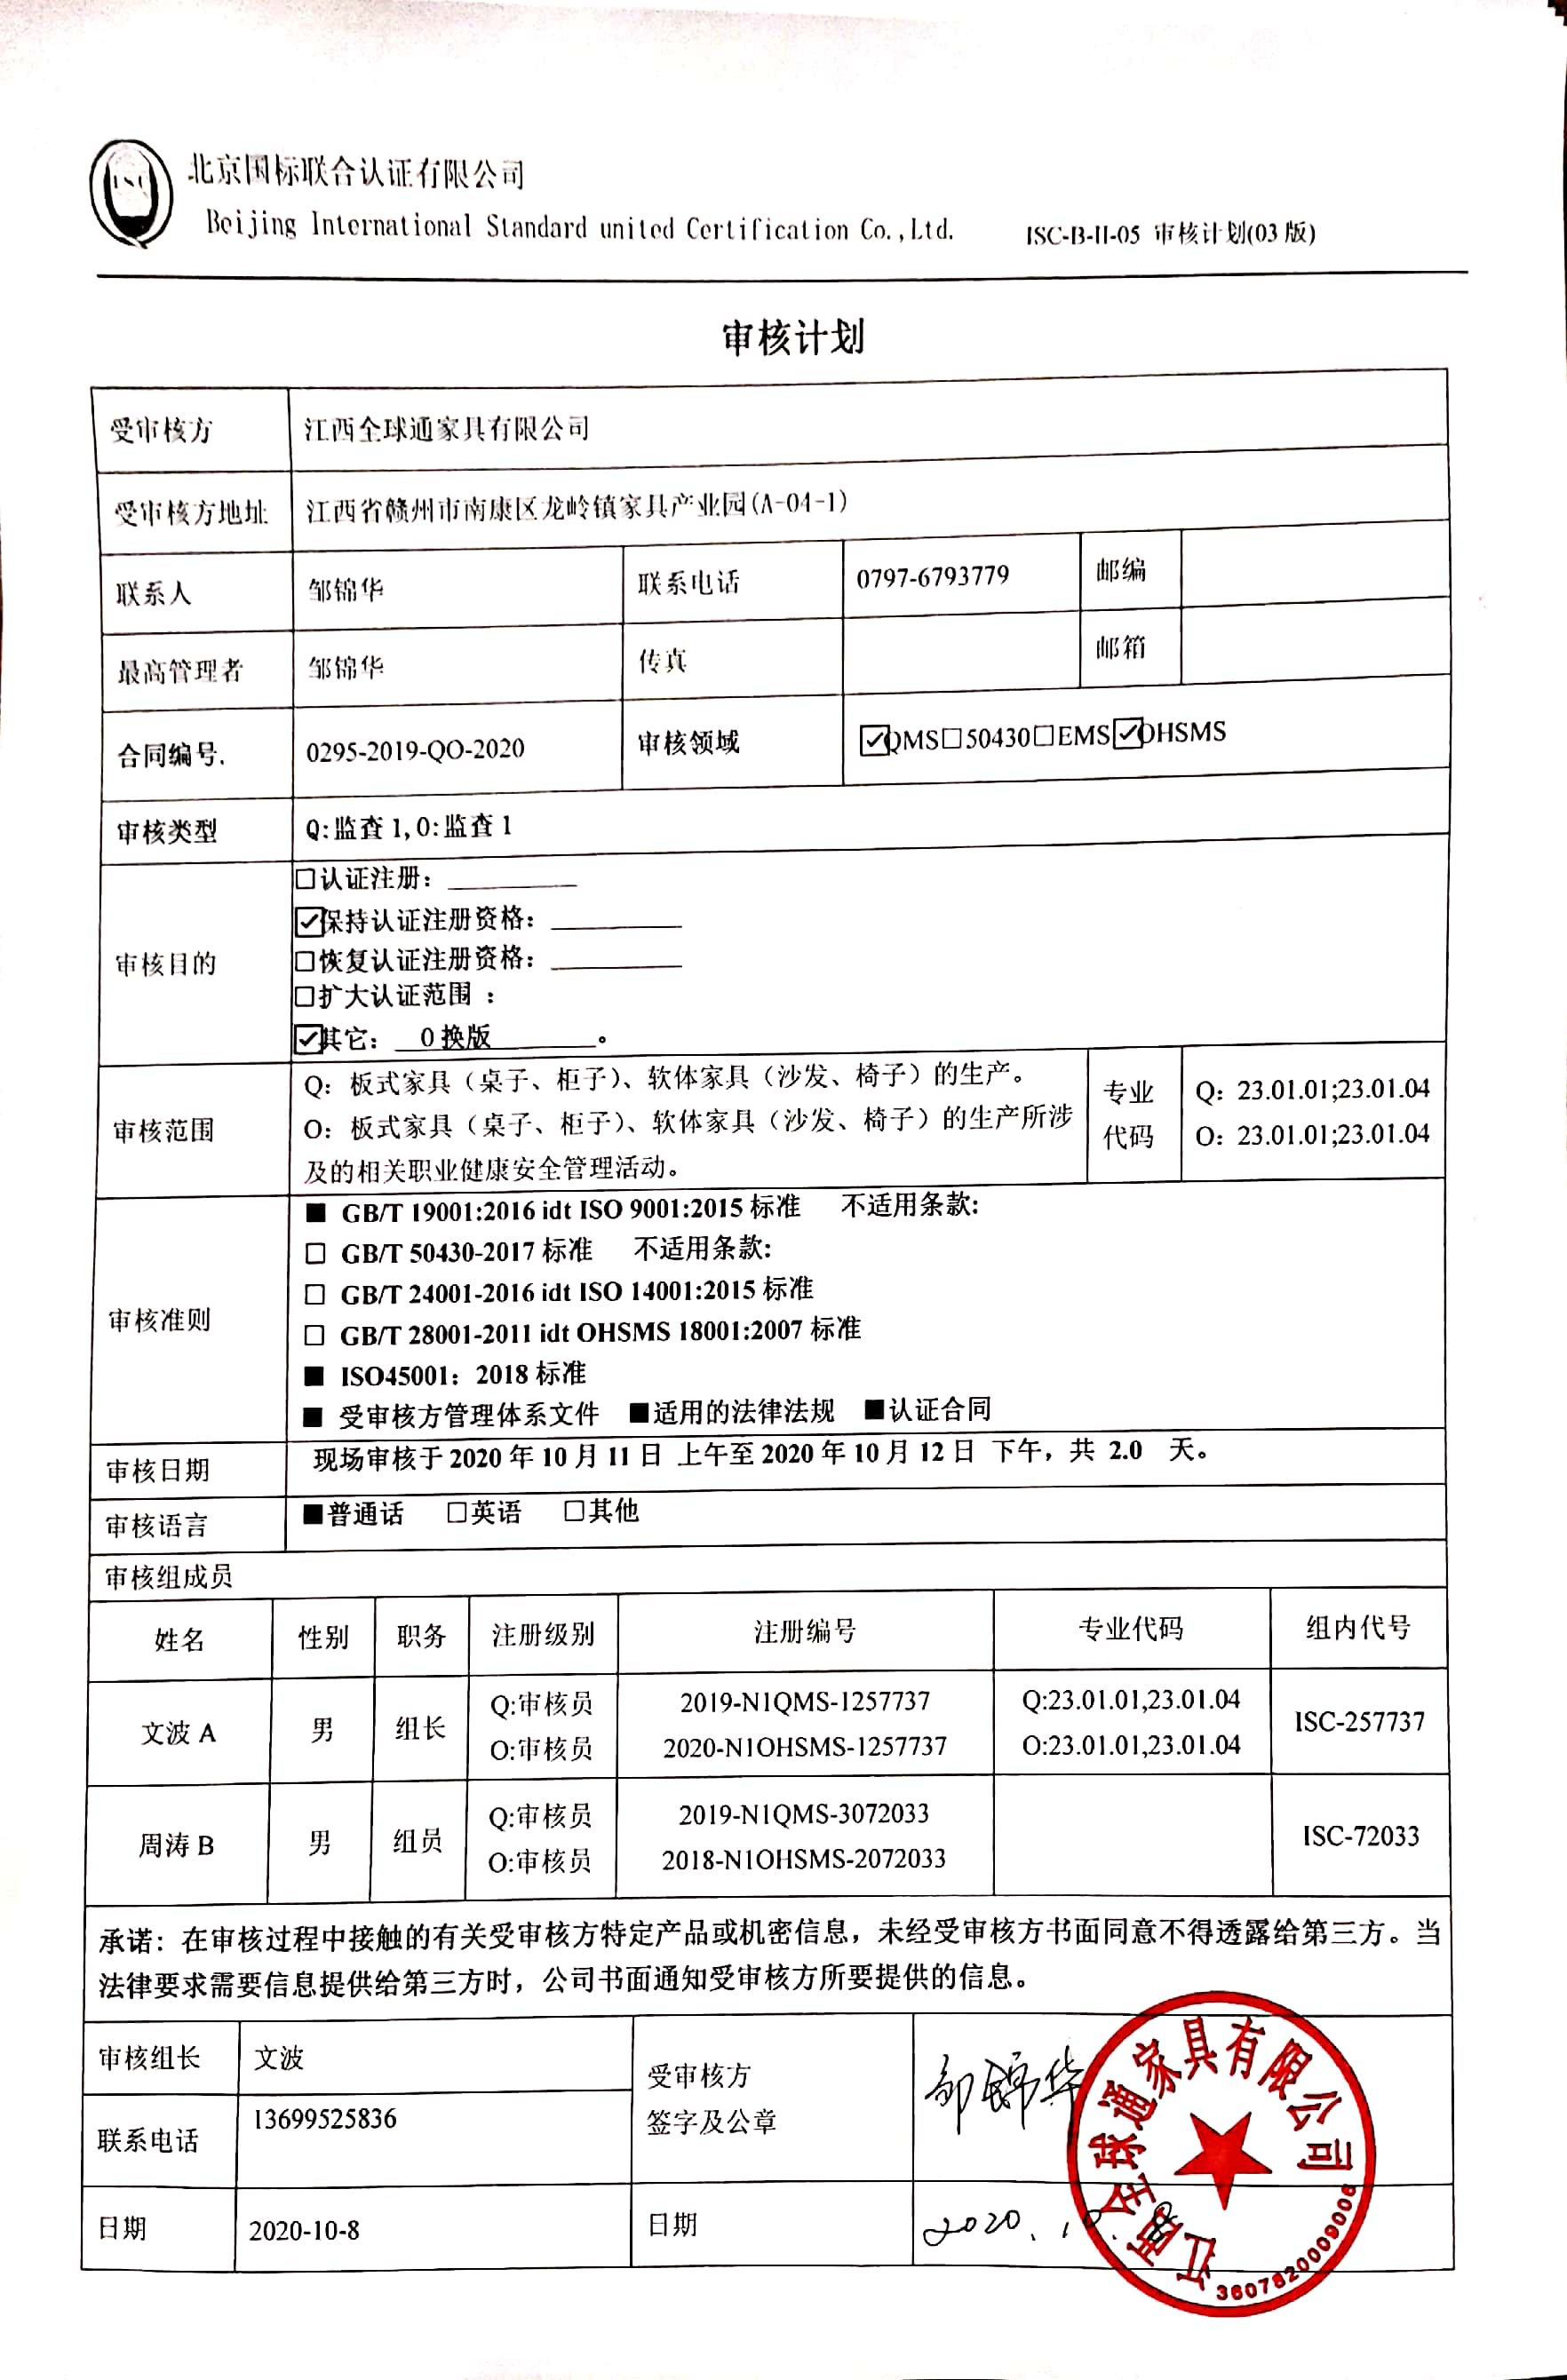 ISC
北京国标联合认证有限公司
Beijing International Standard united Certification Co.,Ltd. ISC-B-II-05 审核计划(03版)
审核计划
受审核方 江西全球通家具有限公司
受审核方地址 江西省赣州市南康区龙岭镇家具产业园(A-04-1)
联系人 邹锦华 联系电话 0797-6793779 邮编
最高管理者 邹锦华 传真 邮箱
合同编号. 0295-2019-QO-2020 审核领域 ☑QMS□50430□EMS☑OHSMS
审核类型 Q:监查1,O:监查1
审核目的
□认证注册：
☑保持认证注册资格：
□恢复认证注册资格：
□扩大认证范围 ：
☑其它： O换版 。
审核范围
Q：板式家具（桌子、柜子）、软体家具（沙发、椅子）的生产。
O：板式家具（桌子、柜子）、软体家具（沙发、椅子）的生产所涉
及的相关职业健康安全管理活动。
专业
代码
Q：23.01.01;23.01.04
O：23.01.01;23.01.04
审核准则
■ GB/T 19001:2016 idt ISO 9001:2015 标准 不适用条款:
□ GB/T 50430-2017 标准 不适用条款:
□ GB/T 24001-2016 idt ISO 14001:2015 标准
□ GB/T 28001-2011 idt OHSMS 18001:2007 标准
■ ISO45001：2018 标准
■ 受审核方管理体系文件 ■适用的法律法规 ■认证合同
审核日期 现场审核于2020年10月11日 上午至2020年10月12日 下午，共 2.0 天。
审核语言 ■普通话 □英语 □其他
审核组成员
姓名 性别 职务 注册级别 注册编号 专业代码 组内代号
文波 A 男 组长
Q:审核员 2019-N1QMS-1257737 Q:23.01.01,23.01.04
O:审核员 2020-N1OHSMS-1257737 O:23.01.01,23.01.04
ISC-257737
周涛 B 男 组员
Q:审核员 2019-N1QMS-3072033
O:审核员 2018-N1OHSMS-2072033
ISC-72033
承诺：在审核过程中接触的有关受审核方特定产品或机密信息，未经受审核方书面同意不得透露给第三方。当
法律要求需要信息提供给第三方时，公司书面通知受审核方所要提供的信息。
审核组长 文波
联系电话 13699525836
受审核方
签字及公章
邹锦华
日期 2020-10-8 日期 2020.10.8
江西全球通家具有限公司
3607820009006